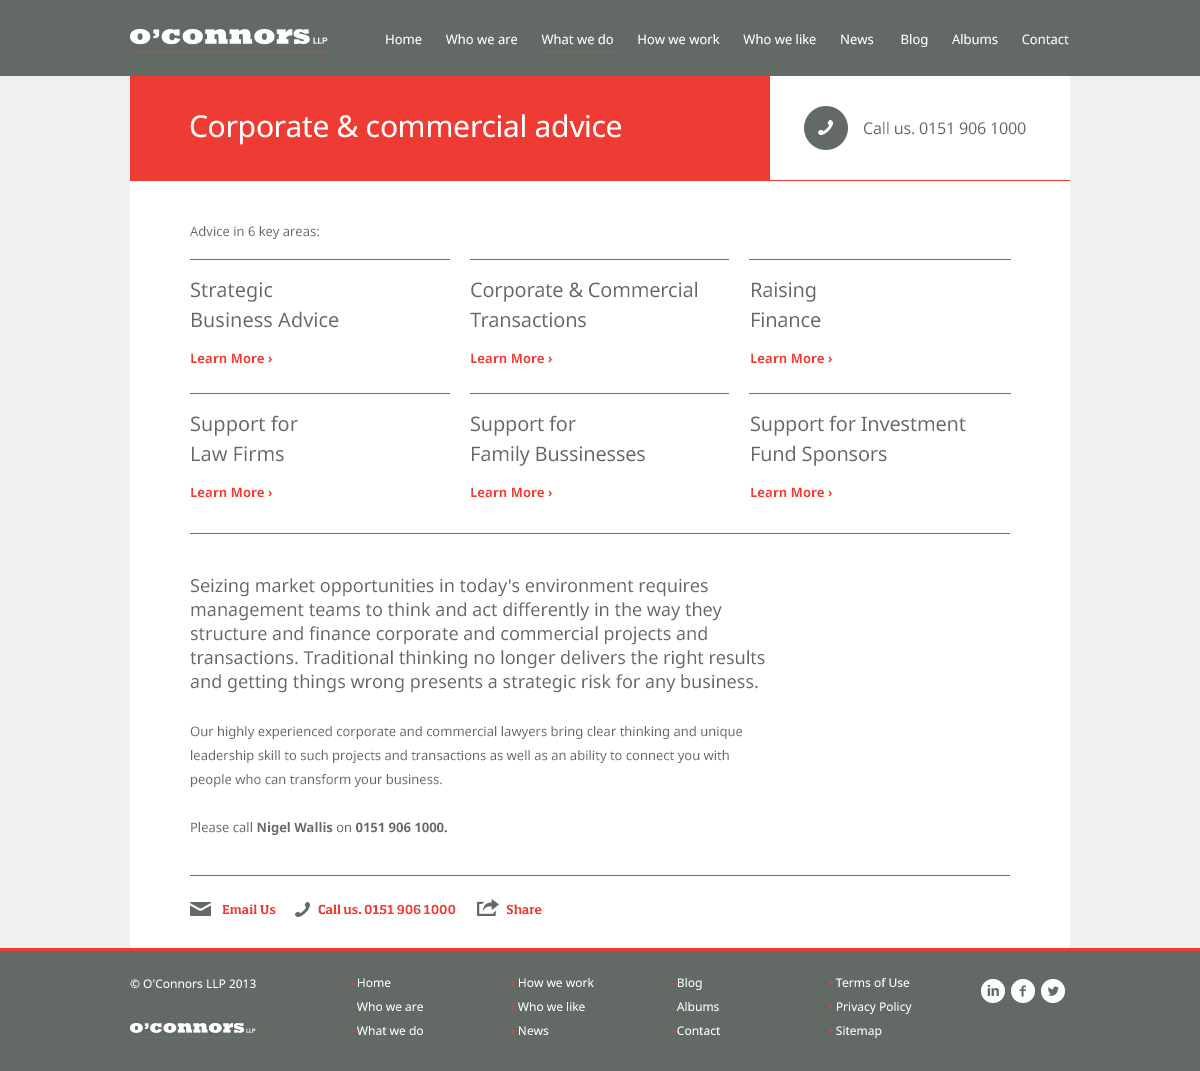 o'connors LLP
Home Who we are What we do How we work Who we like News Blog Albums Contact
Corporate & commercial advice
Call us. 0151 906 1000
Advice in 6 key areas:
Strategic
Business Advice
Learn More ›
Corporate & Commercial
Transactions
Learn More ›
Raising
Finance
Learn More ›
Support for
Law Firms
Learn More ›
Support for
Family Bussinesses
Learn More ›
Support for Investment
Fund Sponsors
Learn More ›
Seizing market opportunities in today's environment requires
management teams to think and act differently in the way they
structure and finance corporate and commercial projects and
transactions. Traditional thinking no longer delivers the right results
and getting things wrong presents a strategic risk for any business.
Our highly experienced corporate and commercial lawyers bring clear thinking and unique
leadership skill to such projects and transactions as well as an ability to connect you with
people who can transform your business.
Please call Nigel Wallis on 0151 906 1000.
Email Us Call us. 0151 906 1000 Share
© O'Connors LLP 2013
o'connors LLP
› Home
› Who we are
› What we do
› How we work
› Who we like
› News
› Blog
› Albums
› Contact
› Terms of Use
› Privacy Policy
› Sitemap
in f